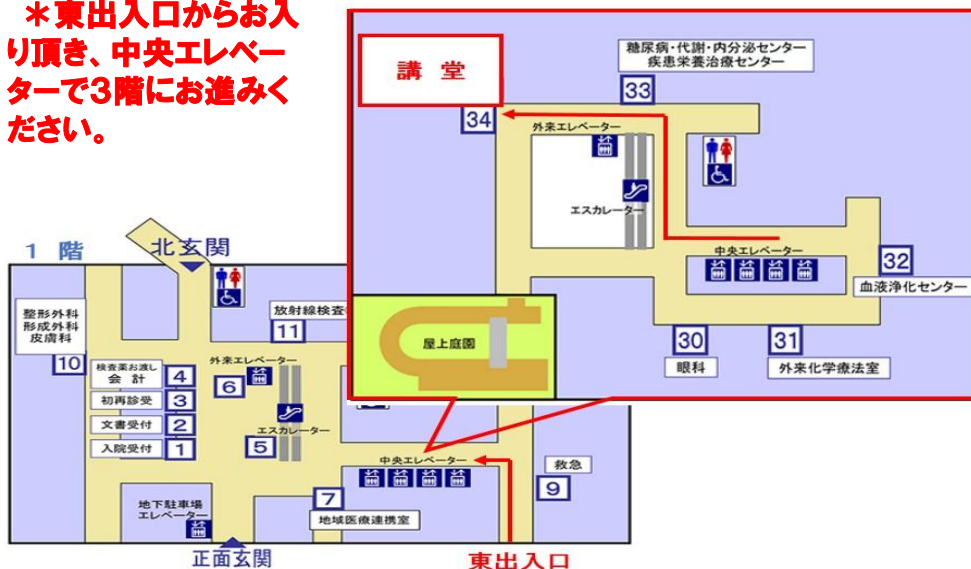 ＊東出入口からお入
り頂き、中央エレベー
ターで３階にお進みく
ださい。
講 堂
糖尿病・代謝・内分泌センター
疾患栄養治療センター
33
34
外来エレベーター
エスカレーター
中央エレベーター
32
血液浄化センター
30
眼科
31
外来化学療法室
屋上庭園
1 階
北玄関
整形外科
形成外科
皮膚科
10
放射線検査
11
検査薬お渡し
会 計
4
初再診受
3
文書受付
2
入院受付
1
外来エレベーター
6
エスカレーター
5
中央エレベーター
救急
9
7
地域医療連携室
地下駐車場
エレベーター
正面玄関
東出入口